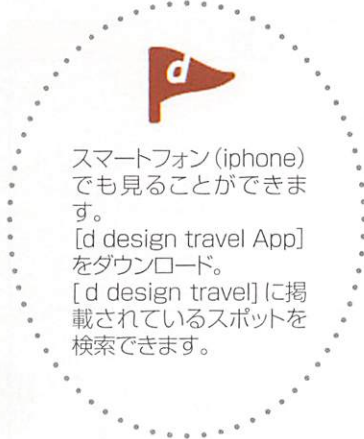 d
スマートフォン(iphone)
でも見ることができま
す。
[d design travel App]
をダウンロード。
[ d design travel] に掲
載されているスポットを
検索できます。